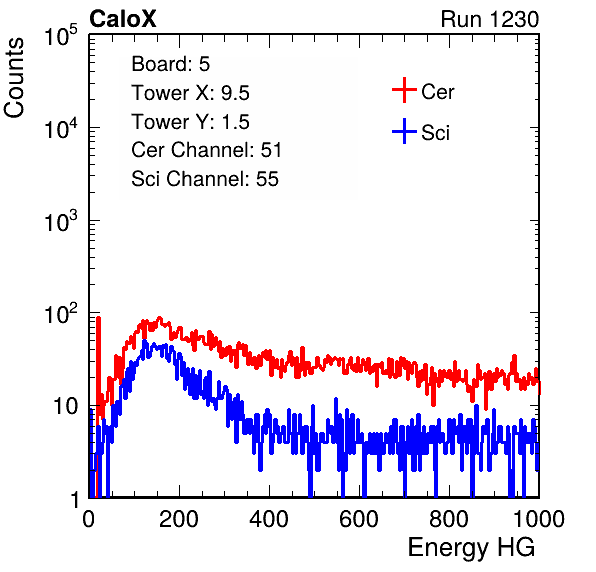 CaloX Run 1230
Counts
10^5
10^4
10^3
10^2
10
1
Board: 5
Tower X: 9.5
Tower Y: 1.5
Cer Channel: 51
Sci Channel: 55
Cer
Sci
0 200 400 600 800 1000
Energy HG